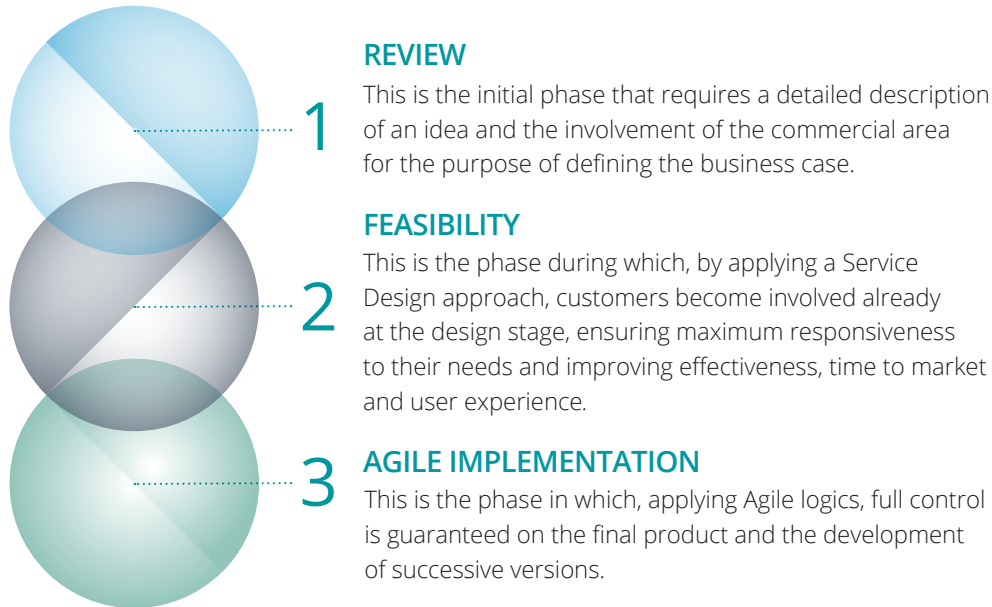 REVIEW
1
This is the initial phase that requires a detailed description
of an idea and the involvement of the commercial area
for the purpose of defining the business case.
FEASIBILITY
2
This is the phase during which, by applying a Service
Design approach, customers become involved already
at the design stage, ensuring maximum responsiveness
to their needs and improving effectiveness, time to market
and user experience.
3
AGILE IMPLEMENTATION
This is the phase in which, applying Agile logics, full control
is guaranteed on the final product and the development
of successive versions.